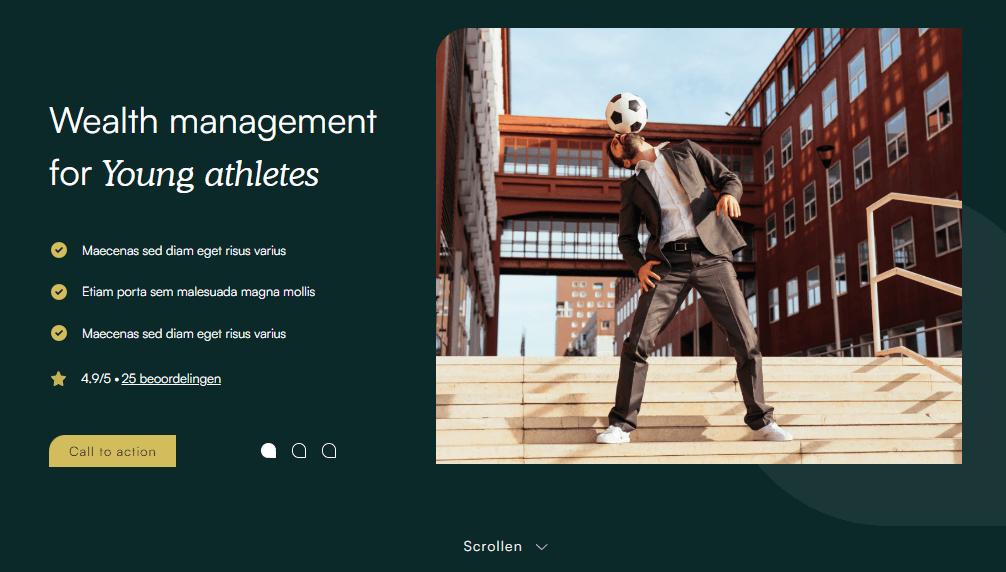 Wealth management
for Young athletes
Maecenas sed diam eget risus varius
Etiam porta sem malesuada magna mollis
Maecenas sed diam eget risus varius
4.9/5 • 25 beoordelingen
Call to action
Scrollen